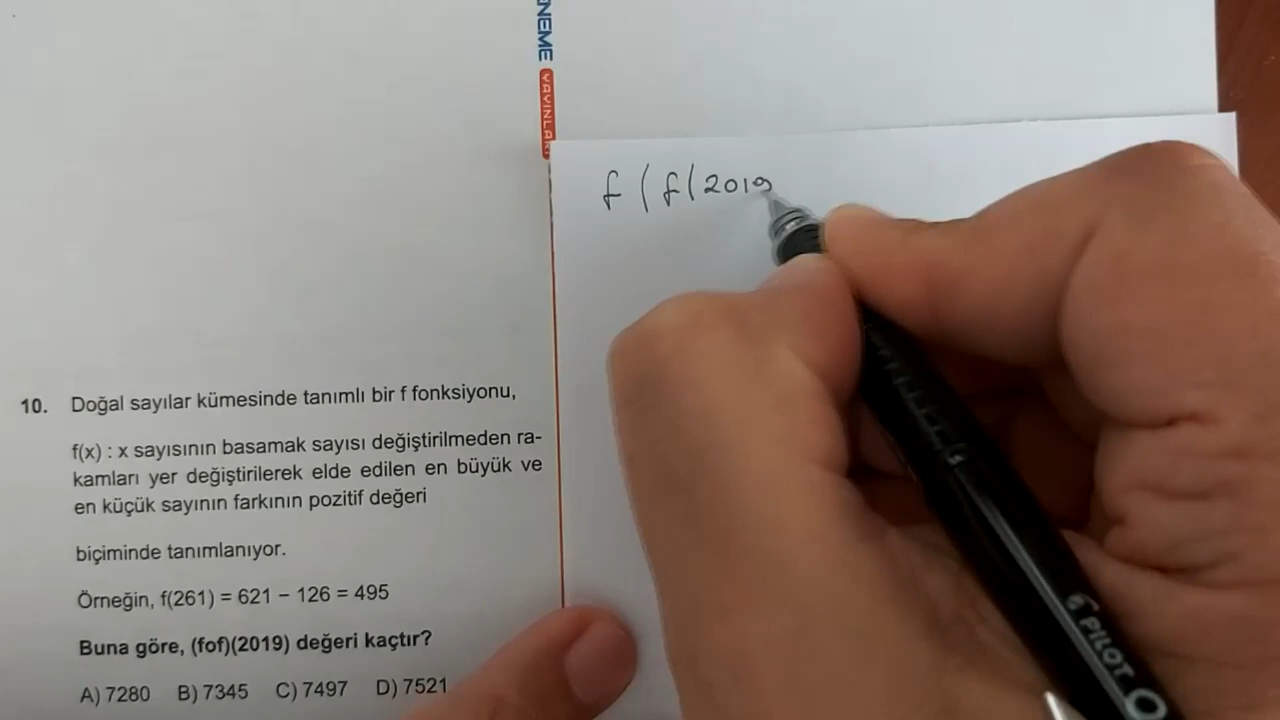 NEME YAYINLARI
f(f(2019
10. Doğal sayılar kümesinde tanımlı bir f fonksiyonu,
f(x) : x sayısının basamak sayısı değiştirilmeden ra-
kamları yer değiştirilerek elde edilen en büyük ve
en küçük sayının farkının pozitif değeri
biçiminde tanımlanıyor.
Örneğin, f(261) = 621 − 126 = 495
Buna göre, (fof)(2019) değeri kaçtır?
A) 7280 B) 7345 C) 7497 D) 7521
PILOT